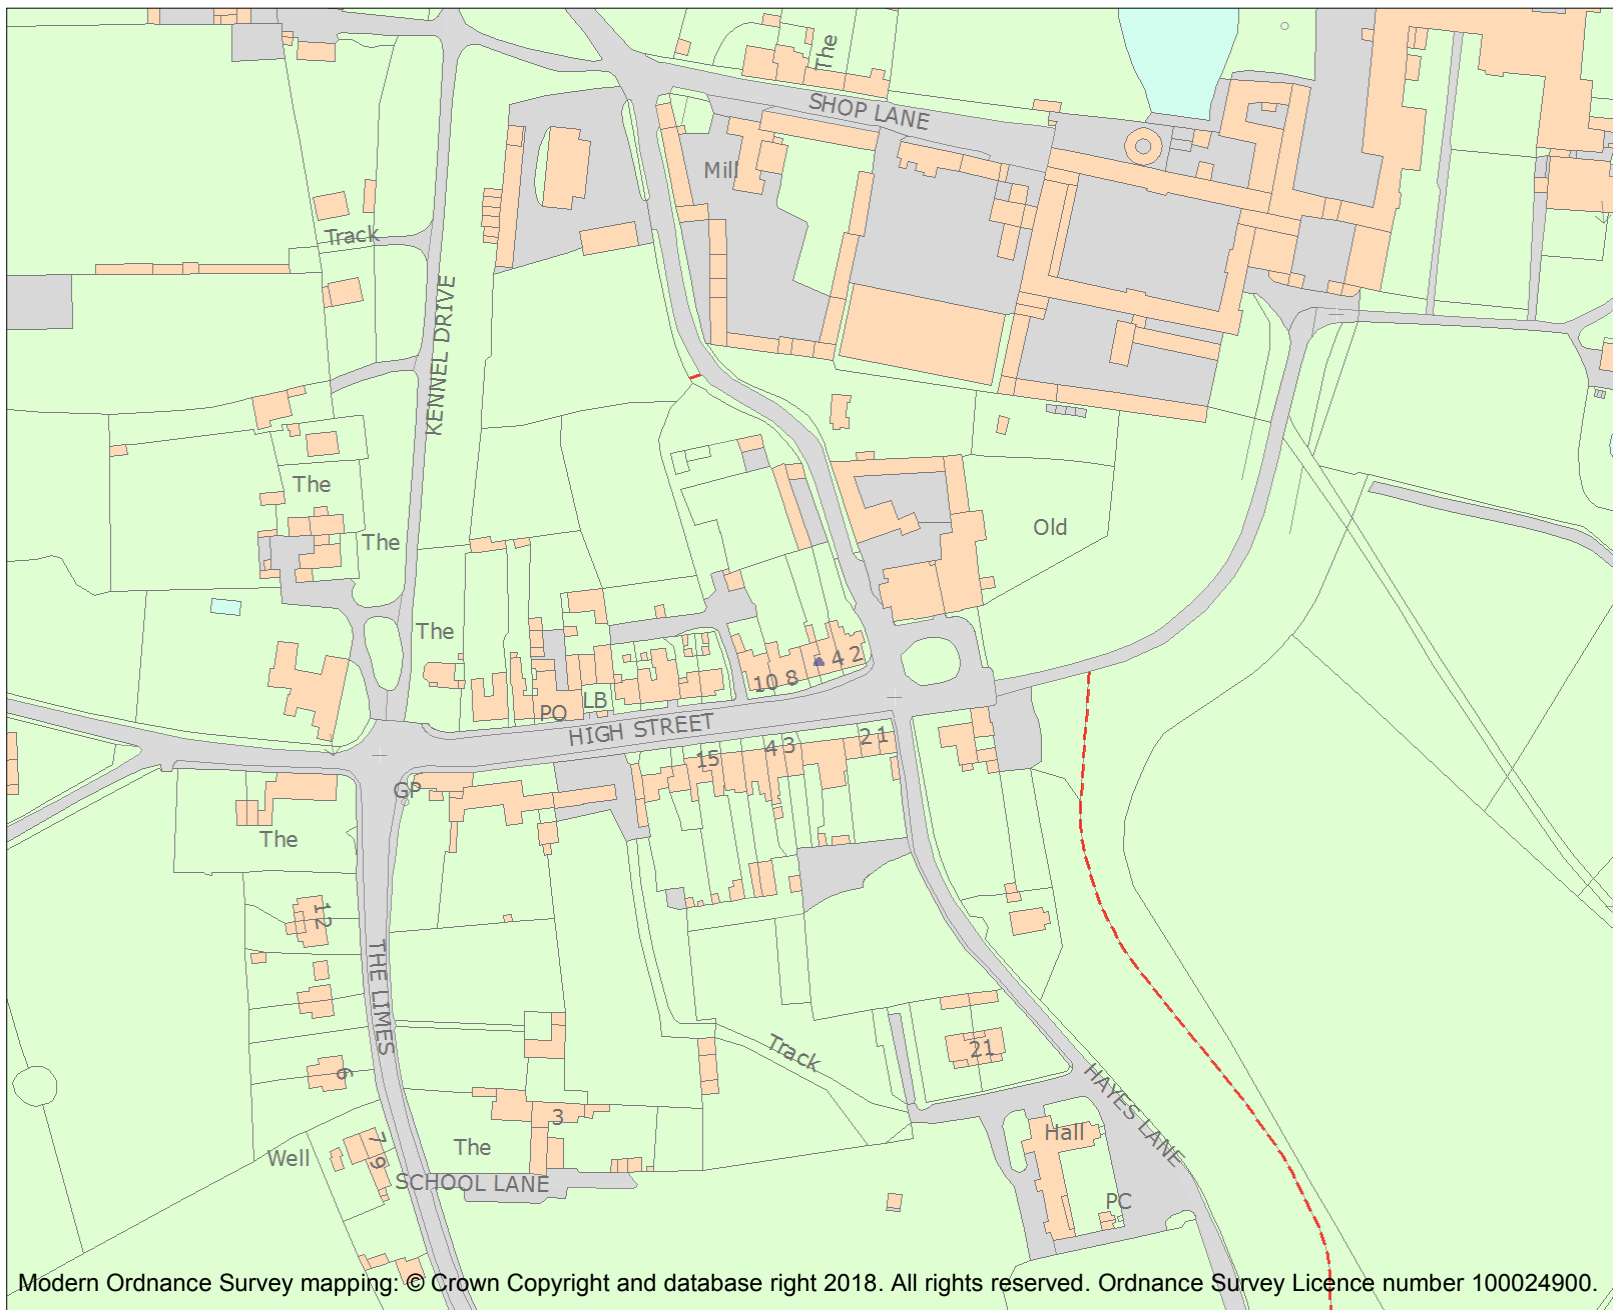 The
SHOP LANE
Mill
Track
KENNEL DRIVE
The
Old
The
The
10 8
4 2
LB
PO
HIGH STREET
2 1
4 3
15
GP
The
12
THE LIMES
Track
21
6
HAYES LANE
3
Hall
7
9
The
Well
SCHOOL LANE
PC
Modern Ordnance Survey mapping: © Crown Copyright and database right 2018. All rights reserved. Ordnance Survey Licence number 100024900.